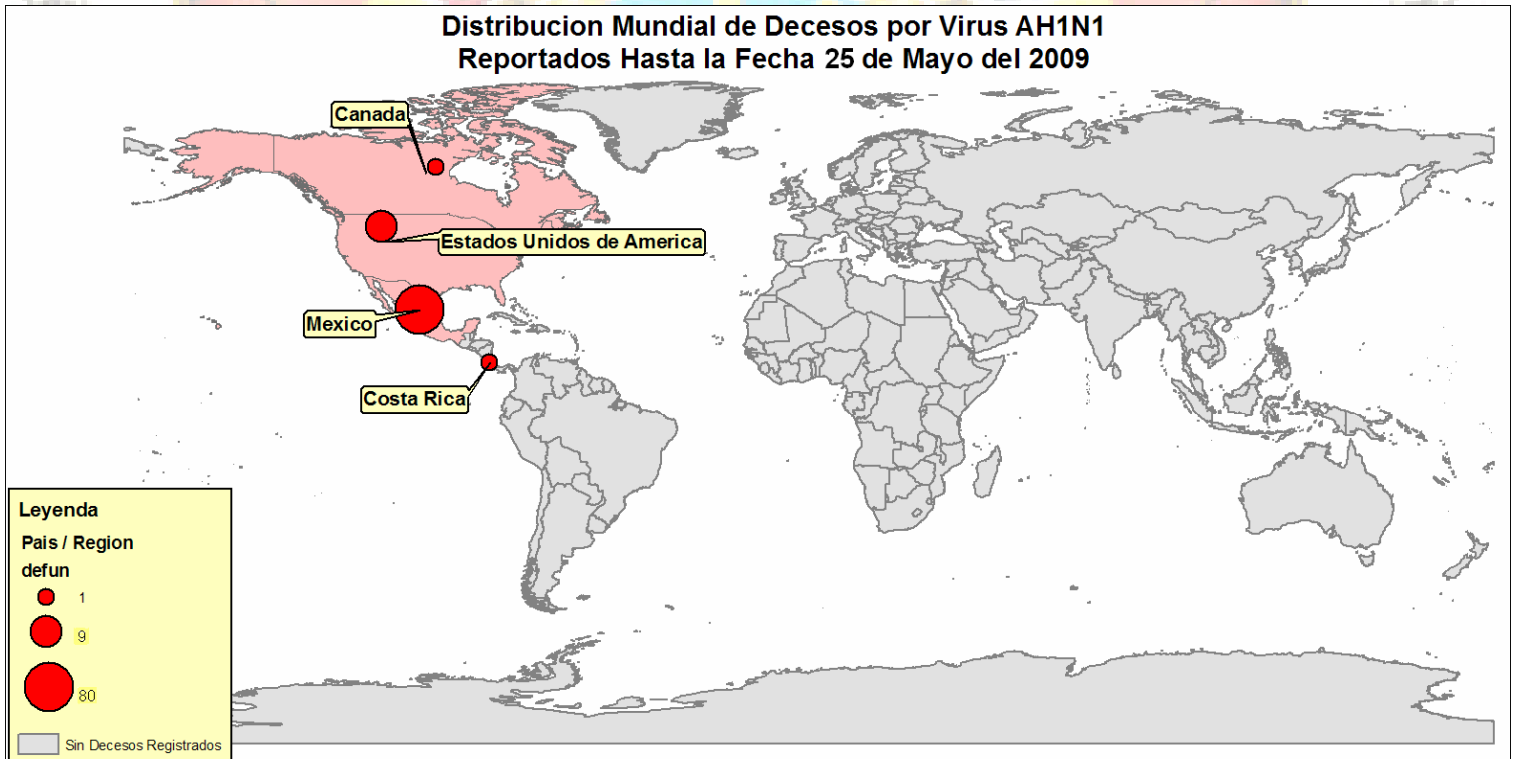 Distribucion Mundial de Decesos por Virus AH1N1
Reportados Hasta la Fecha 25 de Mayo del 2009
Canada
Estados Unidos de America
Mexico
Costa Rica
Leyenda
Pais / Region
defun
1
9
80
Sin Decesos Registrados